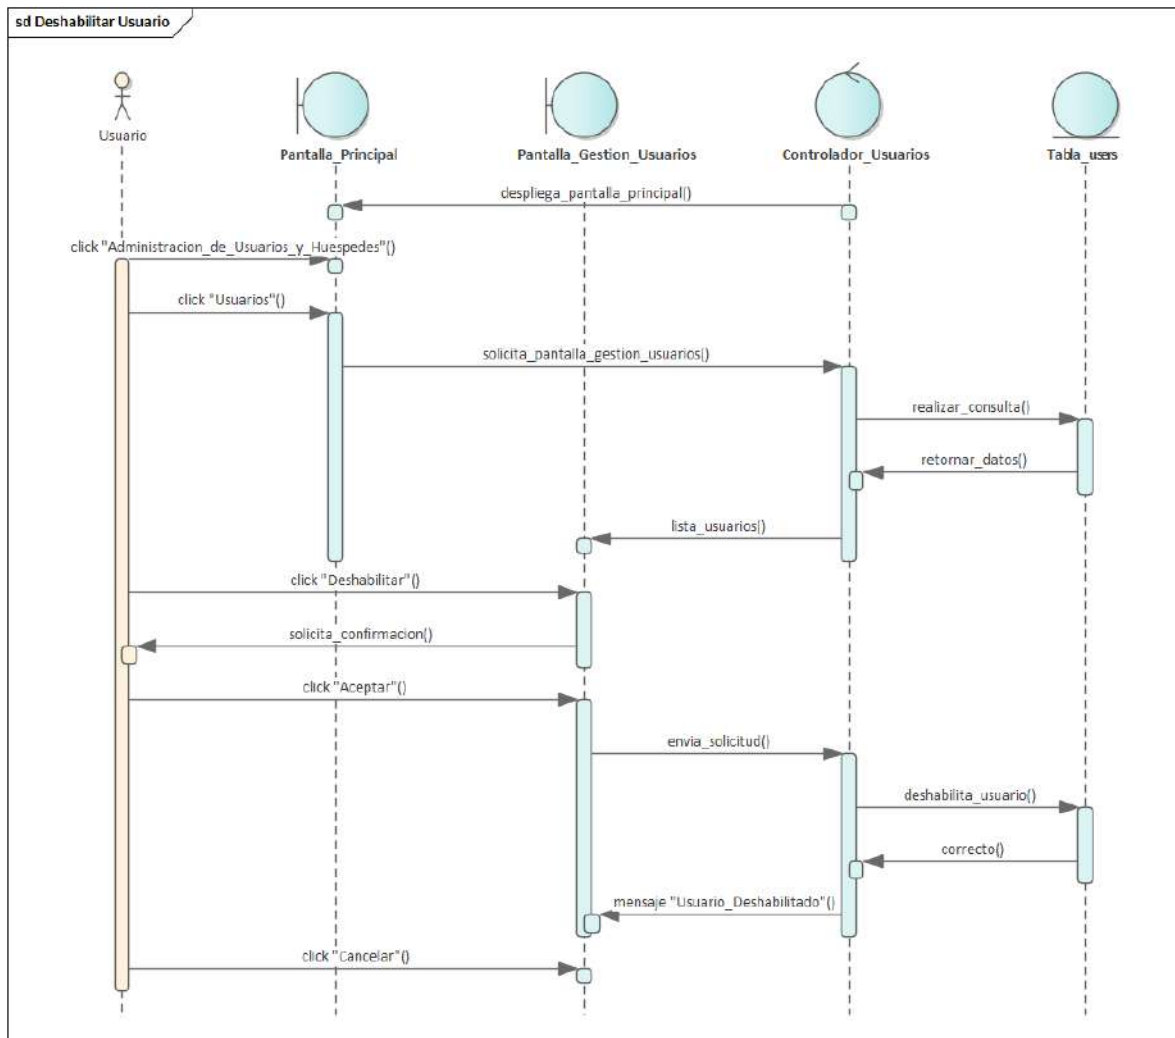 sd Deshabilitar Usuario
Usuario
Pantalla_Principal
Pantalla_Gestion_Usuarios
Controlador_Usuarios
Tabla_users
despliega_pantalla_principal()
click "Administracion_de_Usuarios_y_Huespedes"()
click "Usuarios"()
solicita_pantalla_gestion_usuarios()
realizar_consulta()
retornar_datos()
lista_usuarios()
click "Deshabilitar"()
solicita_confirmacion()
click "Aceptar"()
envia_solicitud()
deshabilita_usuario()
correcto()
mensaje "Usuario_Deshabilitado"()
click "Cancelar"()